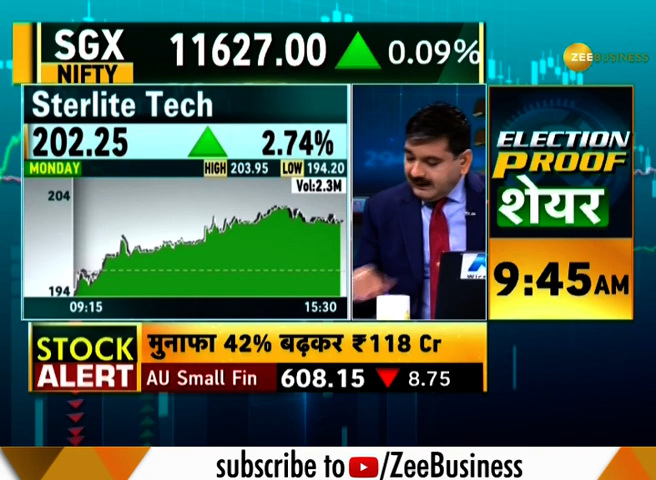 SGX
NIFTY
11627.00 0.09%
ZEEBUSINESS
Sterlite Tech
202.25 2.74%
MONDAY HIGH 203.95 LOW 194.20
Vol:2.3M
204
194
09:15 15:30
ELECTION
PROOF
शेयर
9:45AM
STOCK
ALERT
मुनाफा 42% बढ़कर ₹118 Cr
AU Small Fin 608.15 8.75
subscribe to /ZeeBusiness